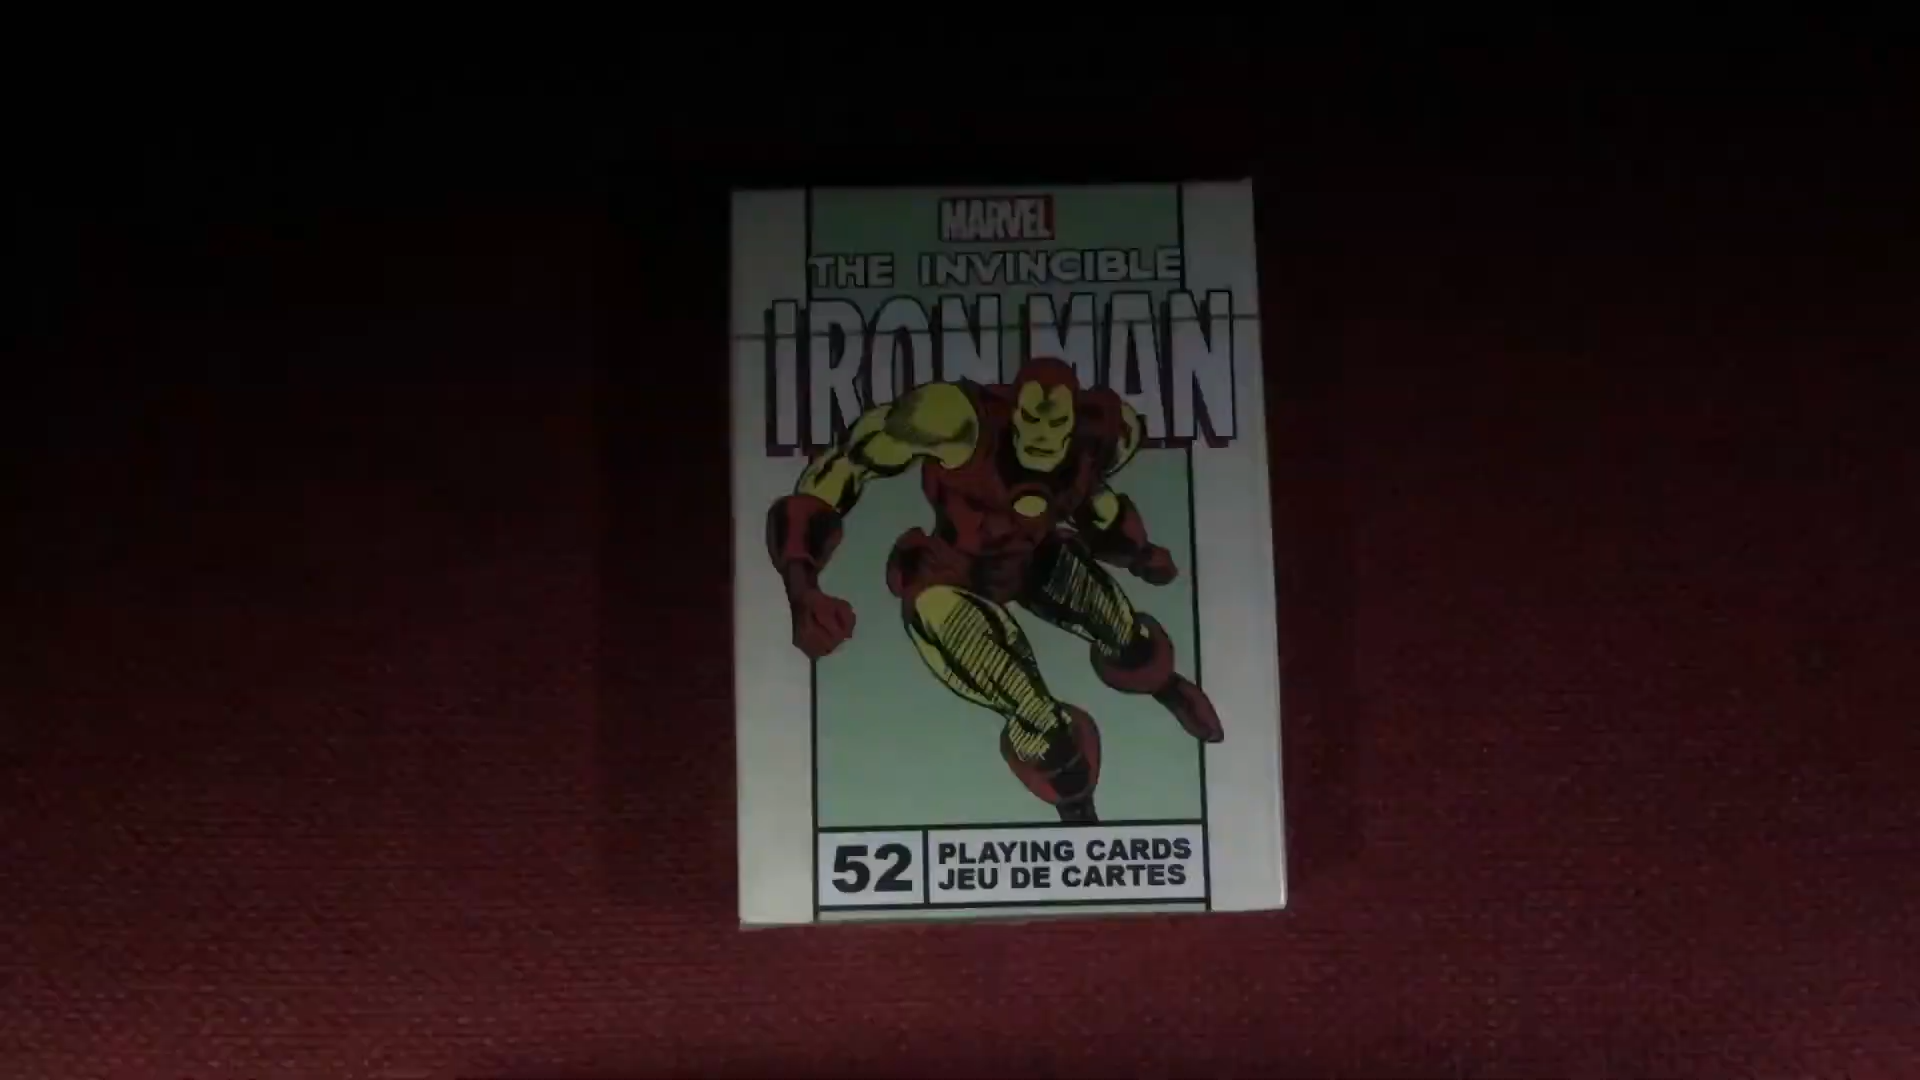 MARVEL
THE INVINCIBLE
IRON MAN
52
PLAYING CARDS
JEU DE CARTES